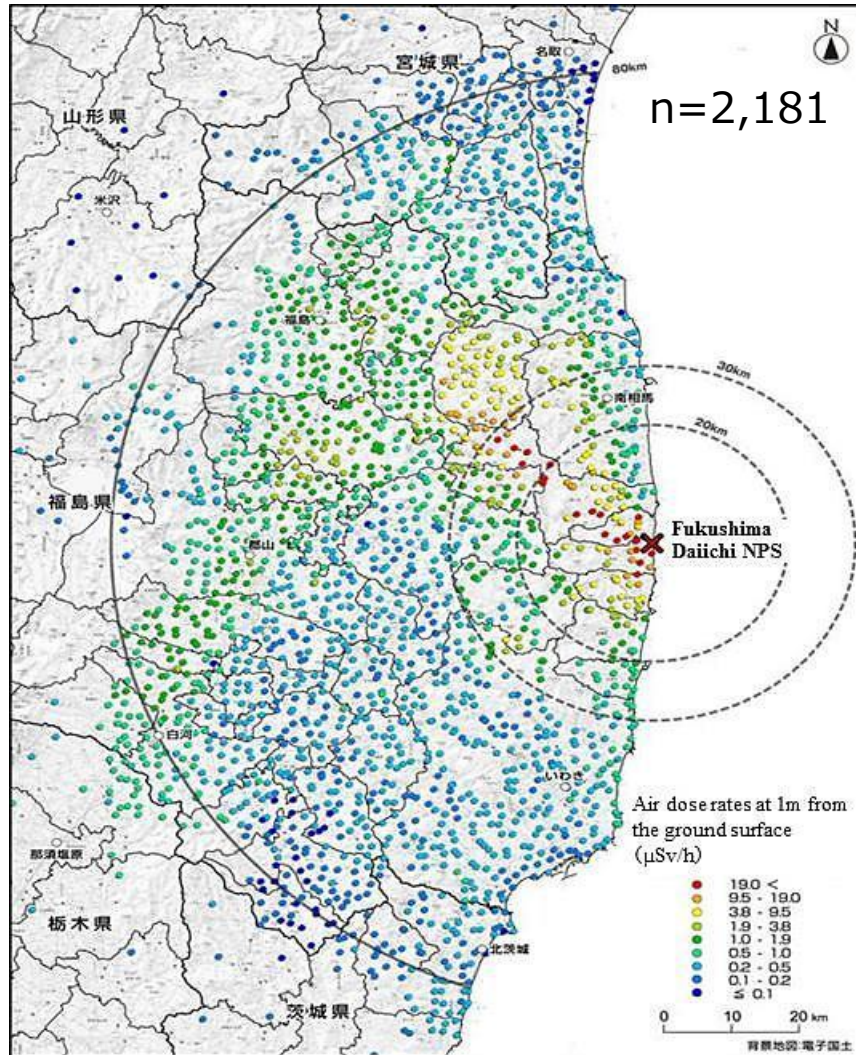 N
名取
宮城県
80km
n=2,181
山形県
米沢
福島
30km
南相馬
20km
福島県
Fukushima
Daiichi NPS
郡山
白河
いわき
Air dose rates at 1m from
the ground surface
(μSv/h)
那須塩原
19.0 <
9.5 - 19.0
3.8 - 9.5
1.9 - 3.8
1.0 - 1.9
0.5 - 1.0
0.2 - 0.5
0.1 - 0.2
≦ 0.1
栃木県
北茨城
茨城県
0 10 20 km
背景地図:電子国土